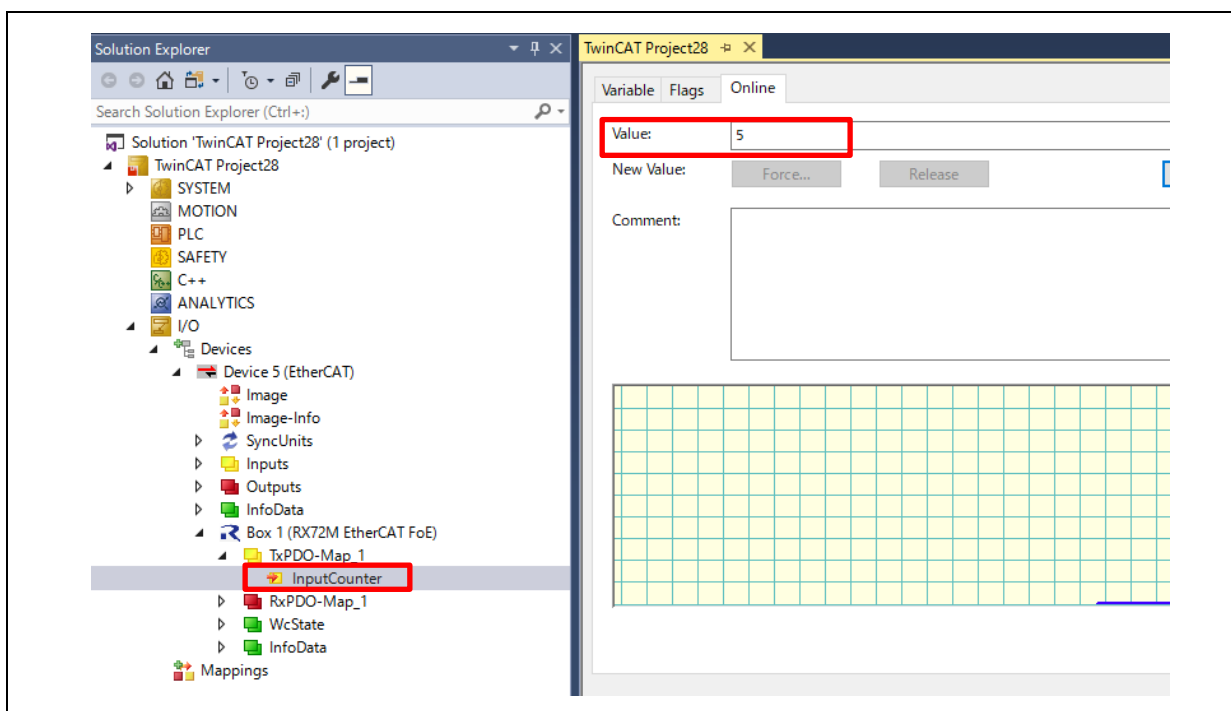 Solution Explorer
Search Solution Explorer (Ctrl+:)
Solution 'TwinCAT Project28' (1 project)
TwinCAT Project28
SYSTEM
MOTION
PLC
SAFETY
C++
ANALYTICS
I/O
Devices
Device 5 (EtherCAT)
Image
Image-Info
SyncUnits
Inputs
Outputs
InfoData
Box 1 (RX72M EtherCAT FoE)
TxPDO-Map_1
InputCounter
RxPDO-Map_1
WcState
InfoData
Mappings
TwinCAT Project28
Variable Flags Online
Value: 5
New Value: Force... Release
Comment: